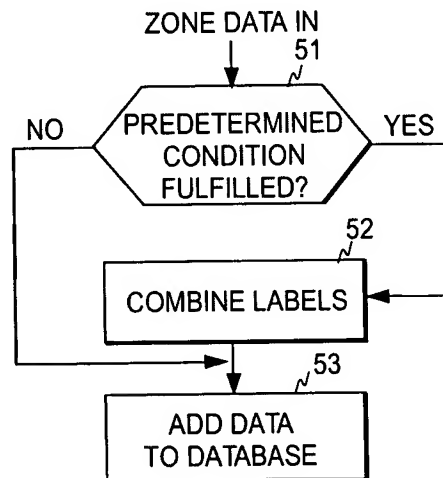 ZONE DATA IN
51
NO
PREDETERMINED
YES
CONDITION
FULFILLED?
52
COMBINE LABELS
53
ADD DATA
TO DATABASE